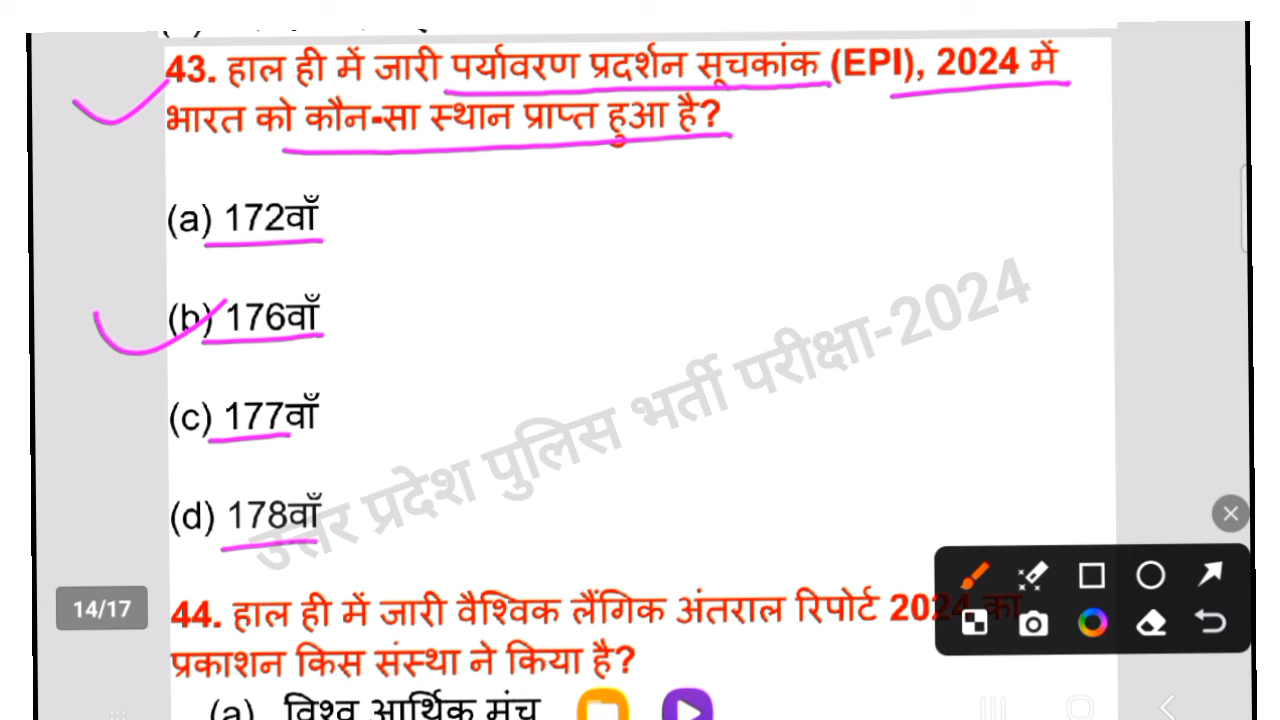 43. हाल ही में जारी पर्यावरण प्रदर्शन सूचकांक (EPI), 2024 में
भारत को कौन-सा स्थान प्राप्त हुआ है?
(a) 172वाँ
(b) 176वाँ
(c) 177वाँ
(d) 178वाँ
उत्तर प्रदेश पुलिस भर्ती परीक्षा-2024
14/17
44. हाल ही में जारी वैश्विक लैंगिक अंतराल रिपोर्ट 2024 का
प्रकाशन किस संस्था ने किया है?
(a) विश्व आर्थिक मंच